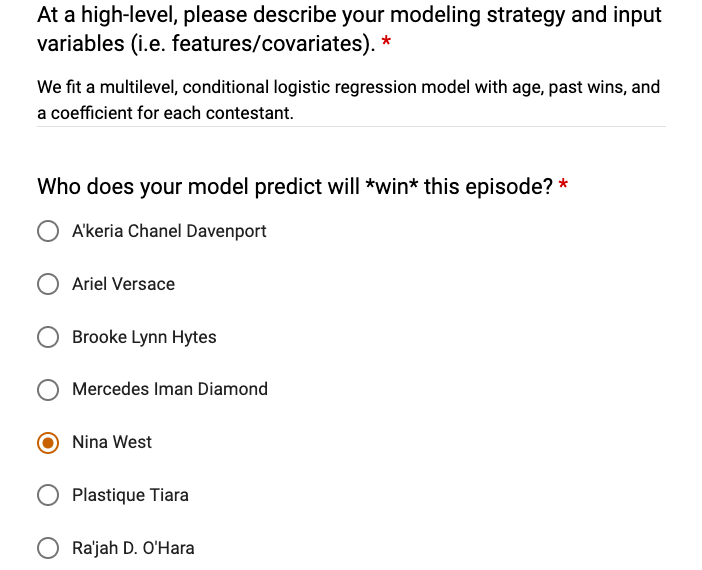 At a high-level, please describe your modeling strategy and input
variables (i.e. features/covariates). *
We fit a multilevel, conditional logistic regression model with age, past wins, and
a coefficient for each contestant.
Who does your model predict will *win* this episode? *
A'keria Chanel Davenport
Ariel Versace
Brooke Lynn Hytes
Mercedes Iman Diamond
Nina West
Plastique Tiara
Ra'jah D. O'Hara